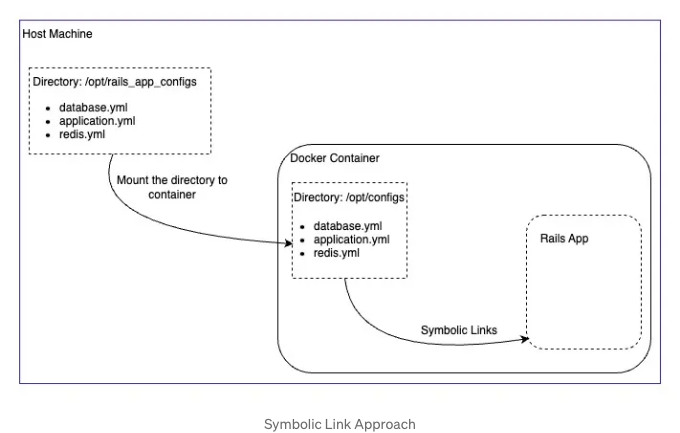 Host Machine
Directory: /opt/rails_app_configs
• database.yml
• application.yml
• redis.yml
Mount the directory to
container
Docker Container
Directory: /opt/configs
• database.yml
• application.yml
• redis.yml
Rails App
Symbolic Links
Symbolic Link Approach